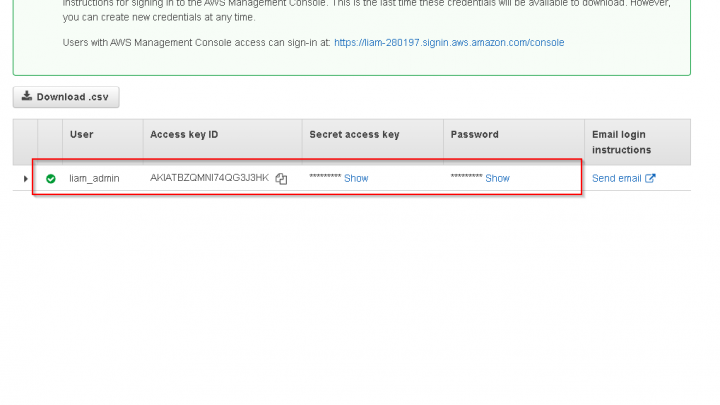 instructions for signing in to the AWS Management Console. This is the last time these credentials will be available to download. However,
you can create new credentials at any time.
Users with AWS Management Console access can sign-in at: https://liam-280197.signin.aws.amazon.com/console
Download .csv
User Access key ID Secret access key Password Email login instructions
liam_admin AKIATBZQMNI74QG3J3HK ********* Show ********* Show Send email